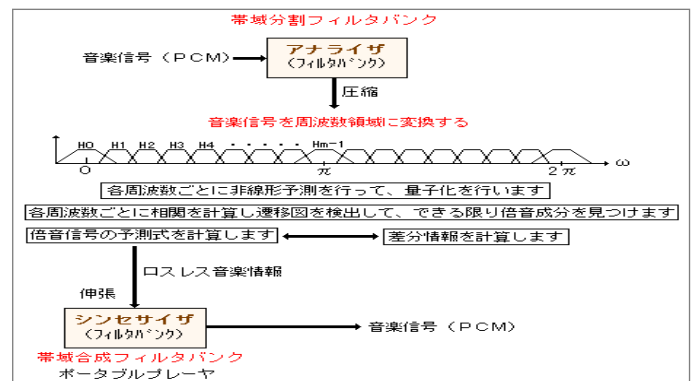 帯域分割フィルタバンク
音楽信号(PCM)
アナライザ
(フィルタバンク)
圧縮
音楽信号を周波数領域に変換する
H0 H1 H2 H3 H4 ・・・・・ Hm-1
0 π 2π ω
各周波数ごとに非線形予測を行って、量子化を行います
各周波数ごとに相関を計算し遷移図を検出して、できる限り倍音成分を見つけます
倍音信号の予測式を計算します
差分情報を計算します
ロスレス音楽情報
伸張
シンセサイザ
(フィルタバンク)
音楽信号(PCM)
帯域合成フィルタバンク
ポータブルプレーヤ